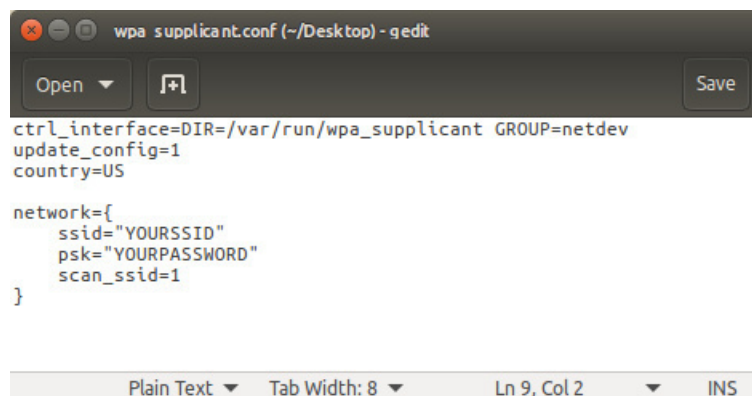 wpa_supplicant.conf (~/Desktop) - gedit
Open
Save
ctrl_interface=DIR=/var/run/wpa_supplicant GROUP=netdev
update_config=1
country=US
network={
ssid="YOURSSID"
psk="YOURPASSWORD"
scan_ssid=1
}
Plain Text Tab Width: 8 Ln 9, Col 2 INS